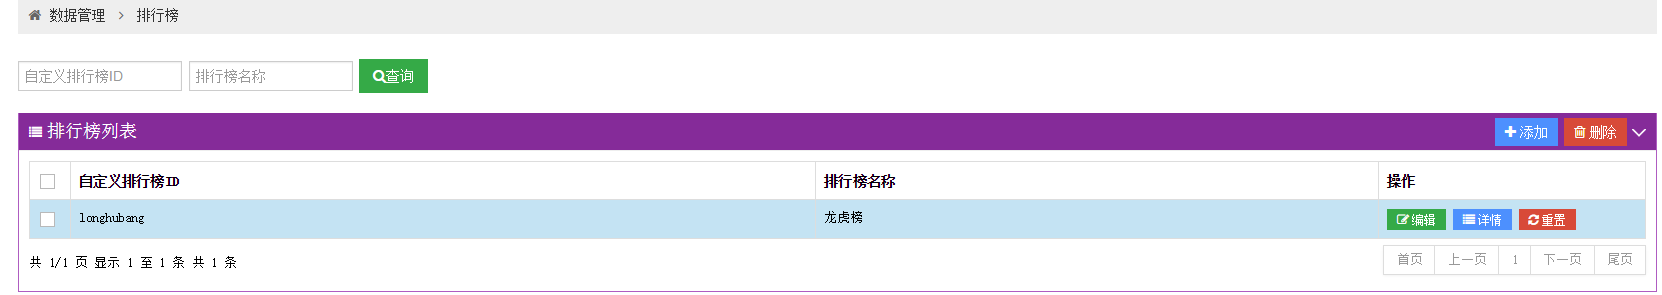 数据管理 > 排行榜
自定义排行榜ID 排行榜名称 查询
排行榜列表 添加 删除
自定义排行榜ID 排行榜名称 操作
longhubang 龙虎榜 编辑 详情 重置
共 1/1 页 显示 1 至 1 条 共 1 条 首页 上一页 1 下一页 尾页